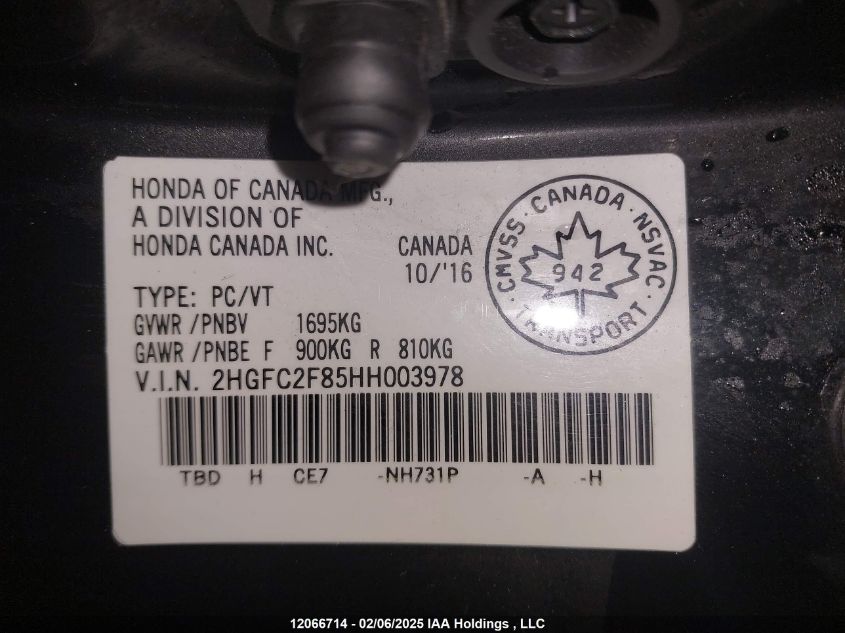 HONDA OF CANADA MFG.,
A DIVISION OF
HONDA CANADA INC. CANADA
10/'16
CMVSS · CANADA · NSVAC
942
TRANSPORT
TYPE: PC/VT
GVWR /PNBV 1695KG
GAWR /PNBE F 900KG R 810KG
V.I.N. 2HGFC2F85HH003978
TBD H CE7 -NH731P -A -H
12066714 - 02/06/2025 IAA Holdings , LLC